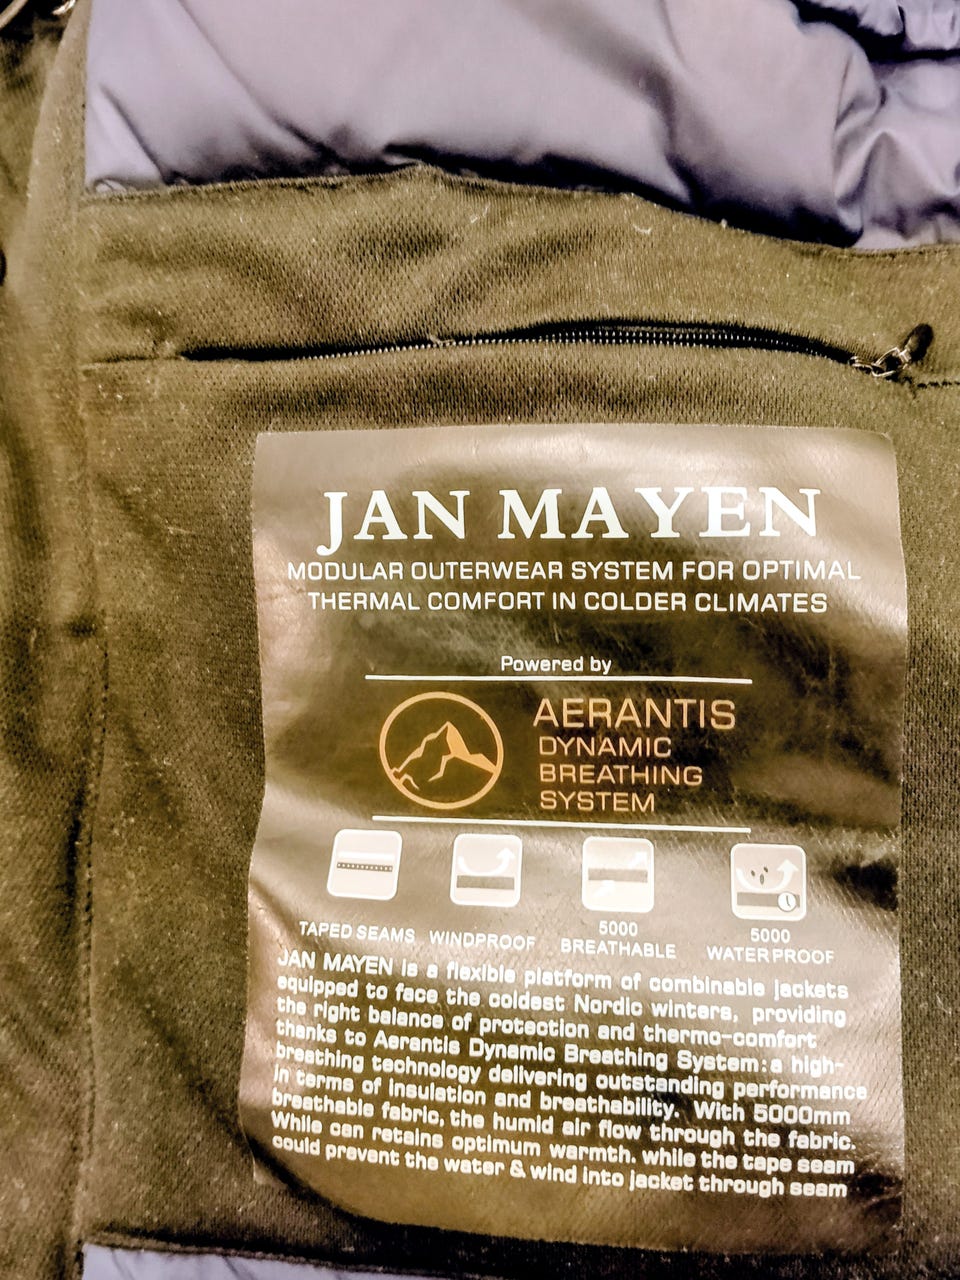 JAN MAYEN
MODULAR OUTERWEAR SYSTEM FOR OPTIMAL
THERMAL COMFORT IN COLDER CLIMATES
Powered by
AERANTIS
DYNAMIC
BREATHING
SYSTEM
TAPED SEAMS
WINDPROOF
5000
BREATHABLE
5000
WATERPROOF
JAN MAYEN is a flexible platform of combinable jackets
equipped to face the coldest Nordic winters, providing
the right balance of protection and thermo-comfort
thanks to Aerantis Dynamic Breathing System: a high-
breathing technology delivering outstanding performance
in terms of insulation and breathability. With 5000mm
breathable fabric, the humid air flow through the fabric.
While can retains optimum warmth. while the tape seam
could prevent the water & wind into jacket through seam